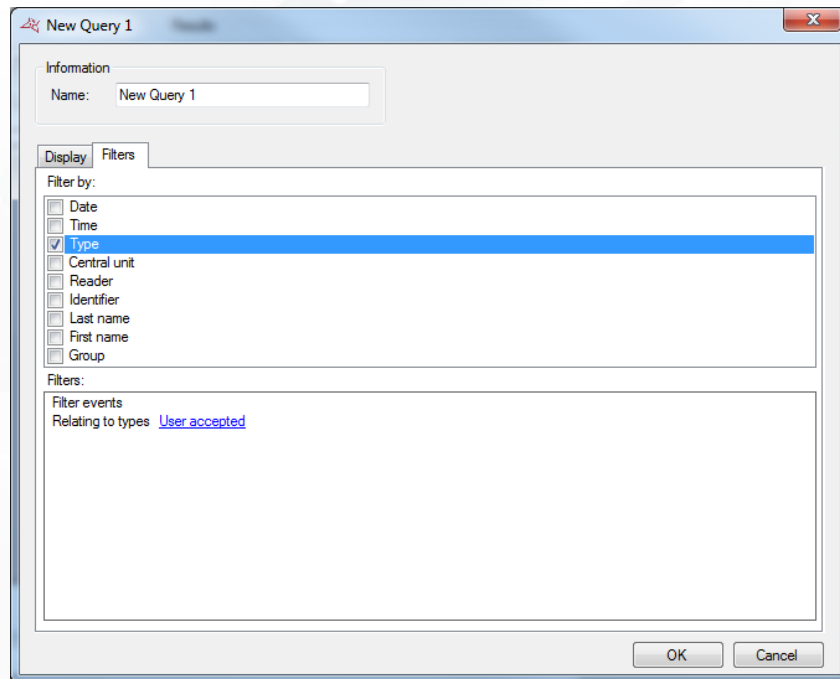 New Query 1
Information
Name: New Query 1
Display Filters
Filter by:
Date
Time
Type
Central unit
Reader
Identifier
Last name
First name
Group
Filters:
Filter events
Relating to types User accepted
OK Cancel